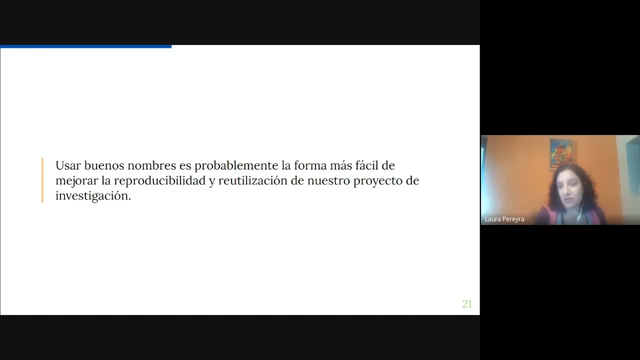 Usar buenos nombres es probablemente la forma más fácil de
mejorar la reproducibilidad y reutilización de nuestro proyecto de
investigación.
21
Laura Pereyra